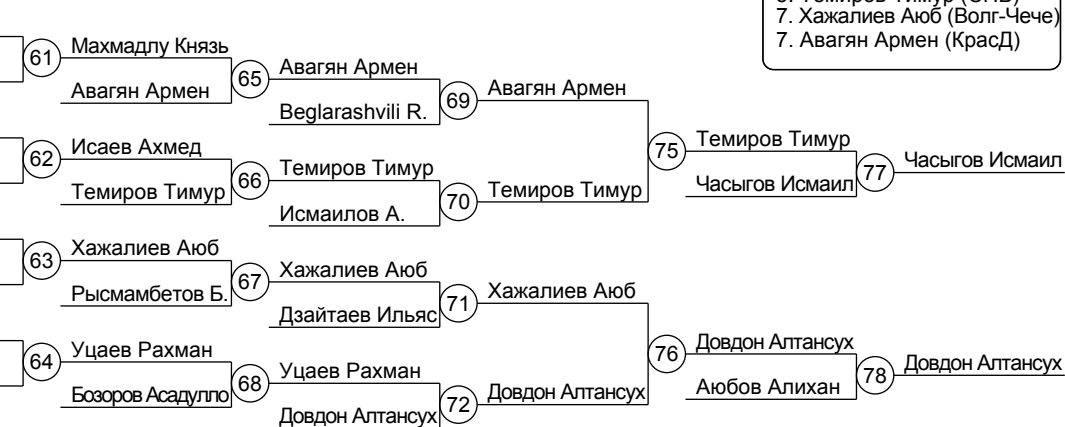 7. Хажалиев Аюб (Волг-Чече)
7. Авагян Армен (КрасД)
61 Махмадлу Князь
Авагян Армен
65 Авагян Армен
Beglarashvili R.
69 Авагян Армен
62 Исаев Ахмед
Темиров Тимур
66 Темиров Тимур
Исмаилов А.
70 Темиров Тимур
75 Темиров Тимур
Часыгов Исмаил
77 Часыгов Исмаил
63 Хажалиев Аюб
Рысмамбетов Б.
67 Хажалиев Аюб
Дзайтаев Ильяс
71 Хажалиев Аюб
64 Уцаев Рахман
Бозоров Асадулло
68 Уцаев Рахман
Довдон Алтансух
72 Довдон Алтансух
76 Довдон Алтансух
Аюбов Алихан
78 Довдон Алтансух